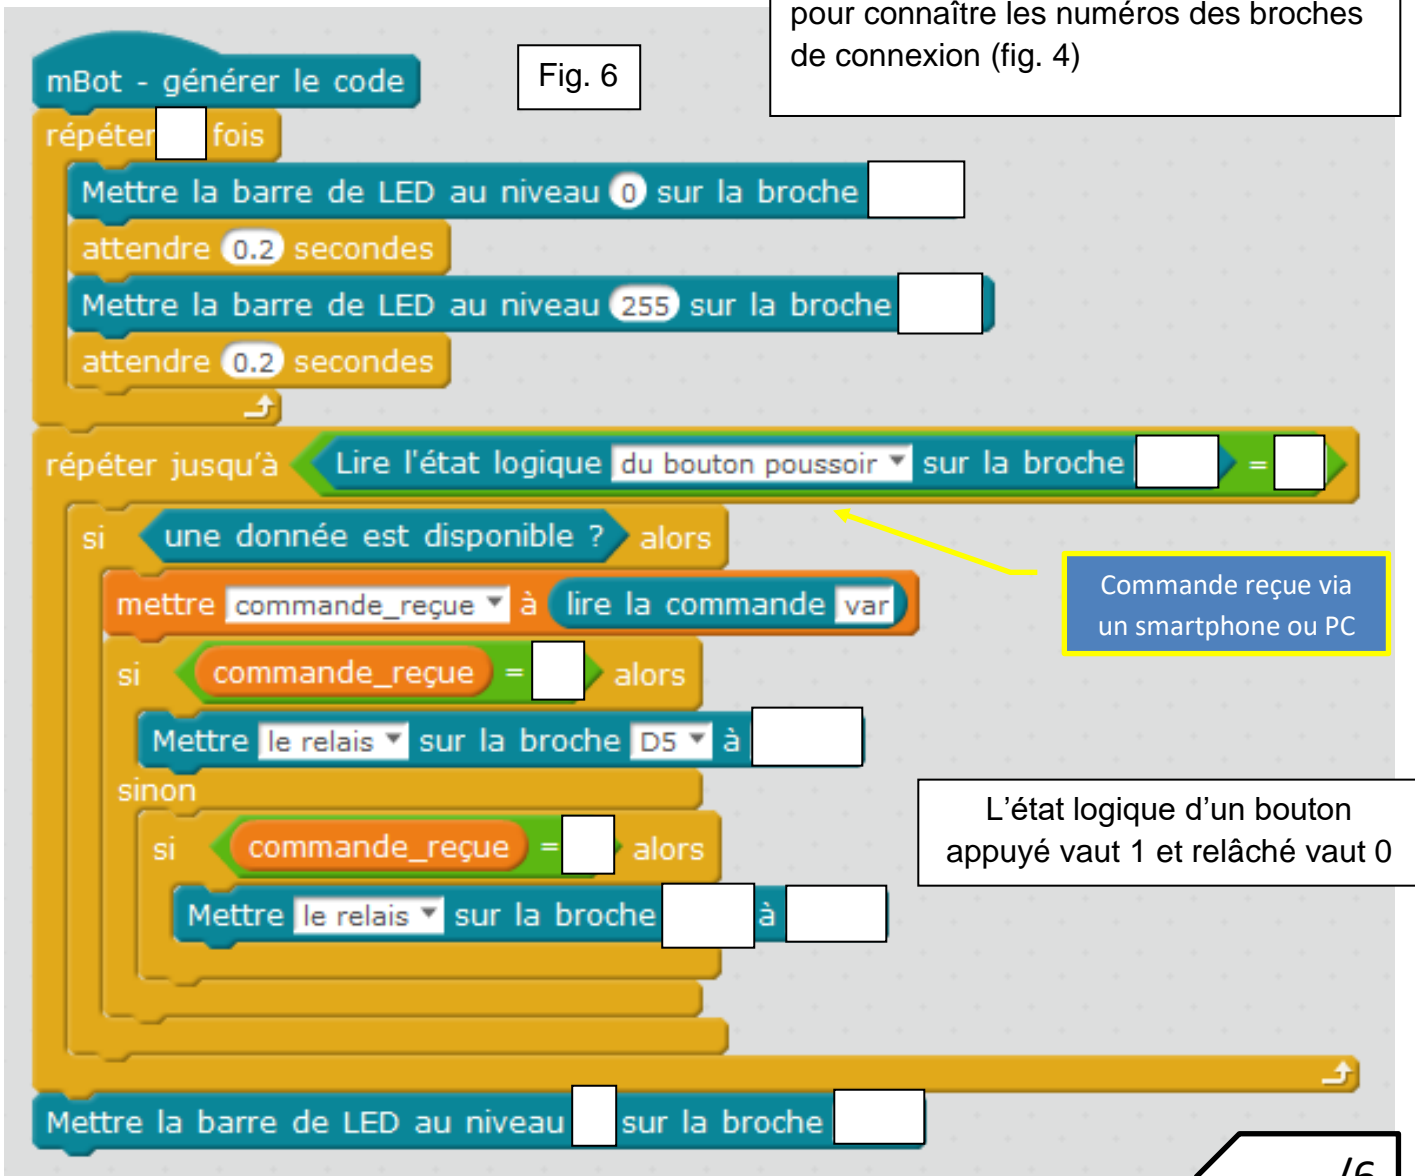 pour connaître les numéros des broches
de connexion (fig. 4)
Fig. 6
mBot - générer le code
répéter fois
Mettre la barre de LED au niveau 0 sur la broche
attendre 0.2 secondes
Mettre la barre de LED au niveau 255 sur la broche
attendre 0.2 secondes
répéter jusqu'à Lire l'état logique du bouton poussoir sur la broche =
si une donnée est disponible ? alors
mettre commande_reçue à lire la commande var
Commande reçue via
un smartphone ou PC
si commande_reçue = alors
Mettre le relais sur la broche D5 à
sinon
L’état logique d’un bouton
appuyé vaut 1 et relâché vaut 0
si commande_reçue = alors
Mettre le relais sur la broche à
Mettre la barre de LED au niveau sur la broche
/6